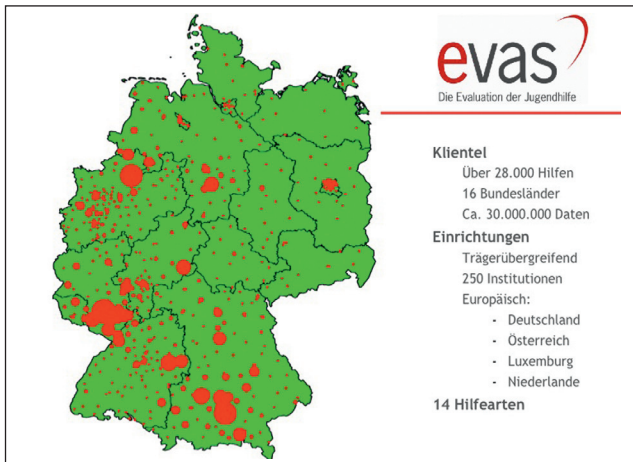 evas
Die Evaluation der Jugendhilfe
Klientel
Über 28.000 Hilfen
16 Bundesländer
Ca. 30.000.000 Daten
Einrichtungen
Trägerübergreifend
250 Institutionen
Europäisch:
- Deutschland
- Österreich
- Luxemburg
- Niederlande
14 Hilfearten